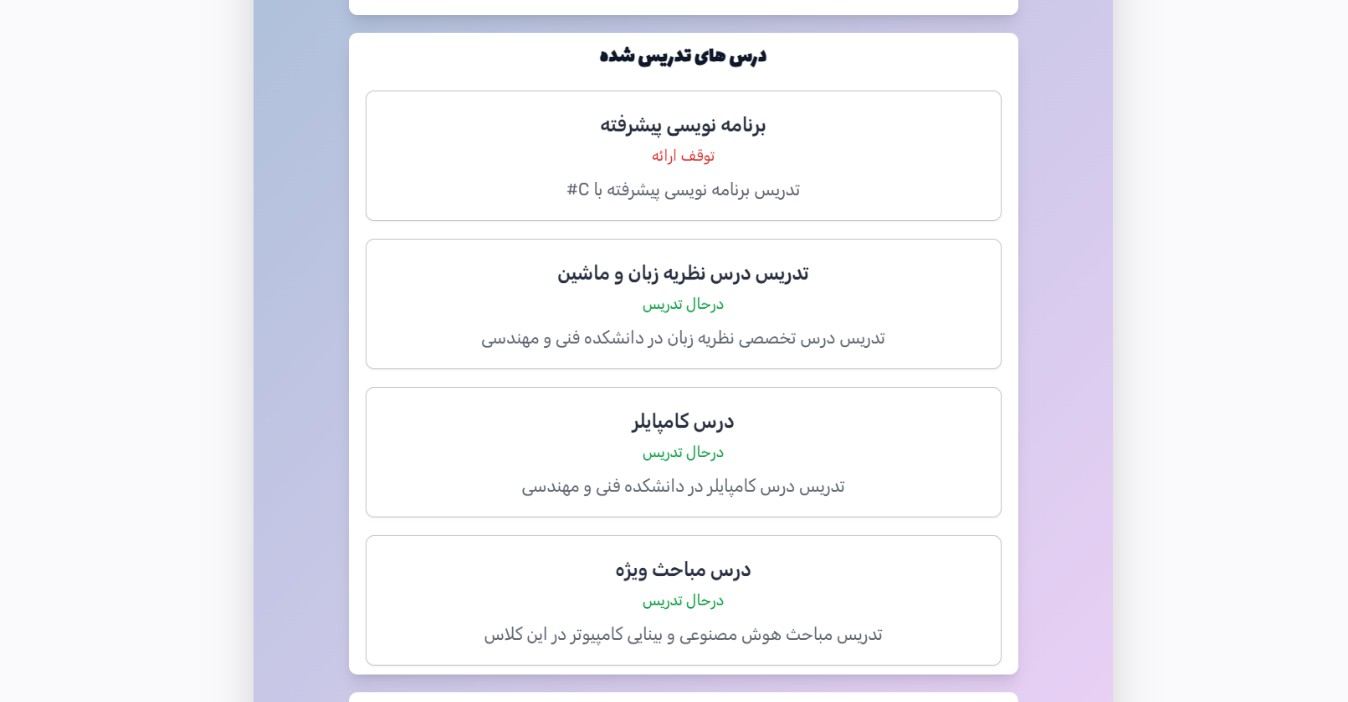 درس های تدریس شده
برنامه نویسی پیشرفته
توقف ارائه
تدریس برنامه نویسی پیشرفته با C#
تدریس درس نظریه زبان و ماشین
درحال تدریس
تدریس درس تخصصی نظریه زبان در دانشکده فنی و مهندسی
درس کامپایلر
درحال تدریس
تدریس درس کامپایلر در دانشکده فنی و مهندسی
درس مباحث ویژه
درحال تدریس
تدریس مباحث هوش مصنوعی و بینایی کامپیوتر در این کلاس